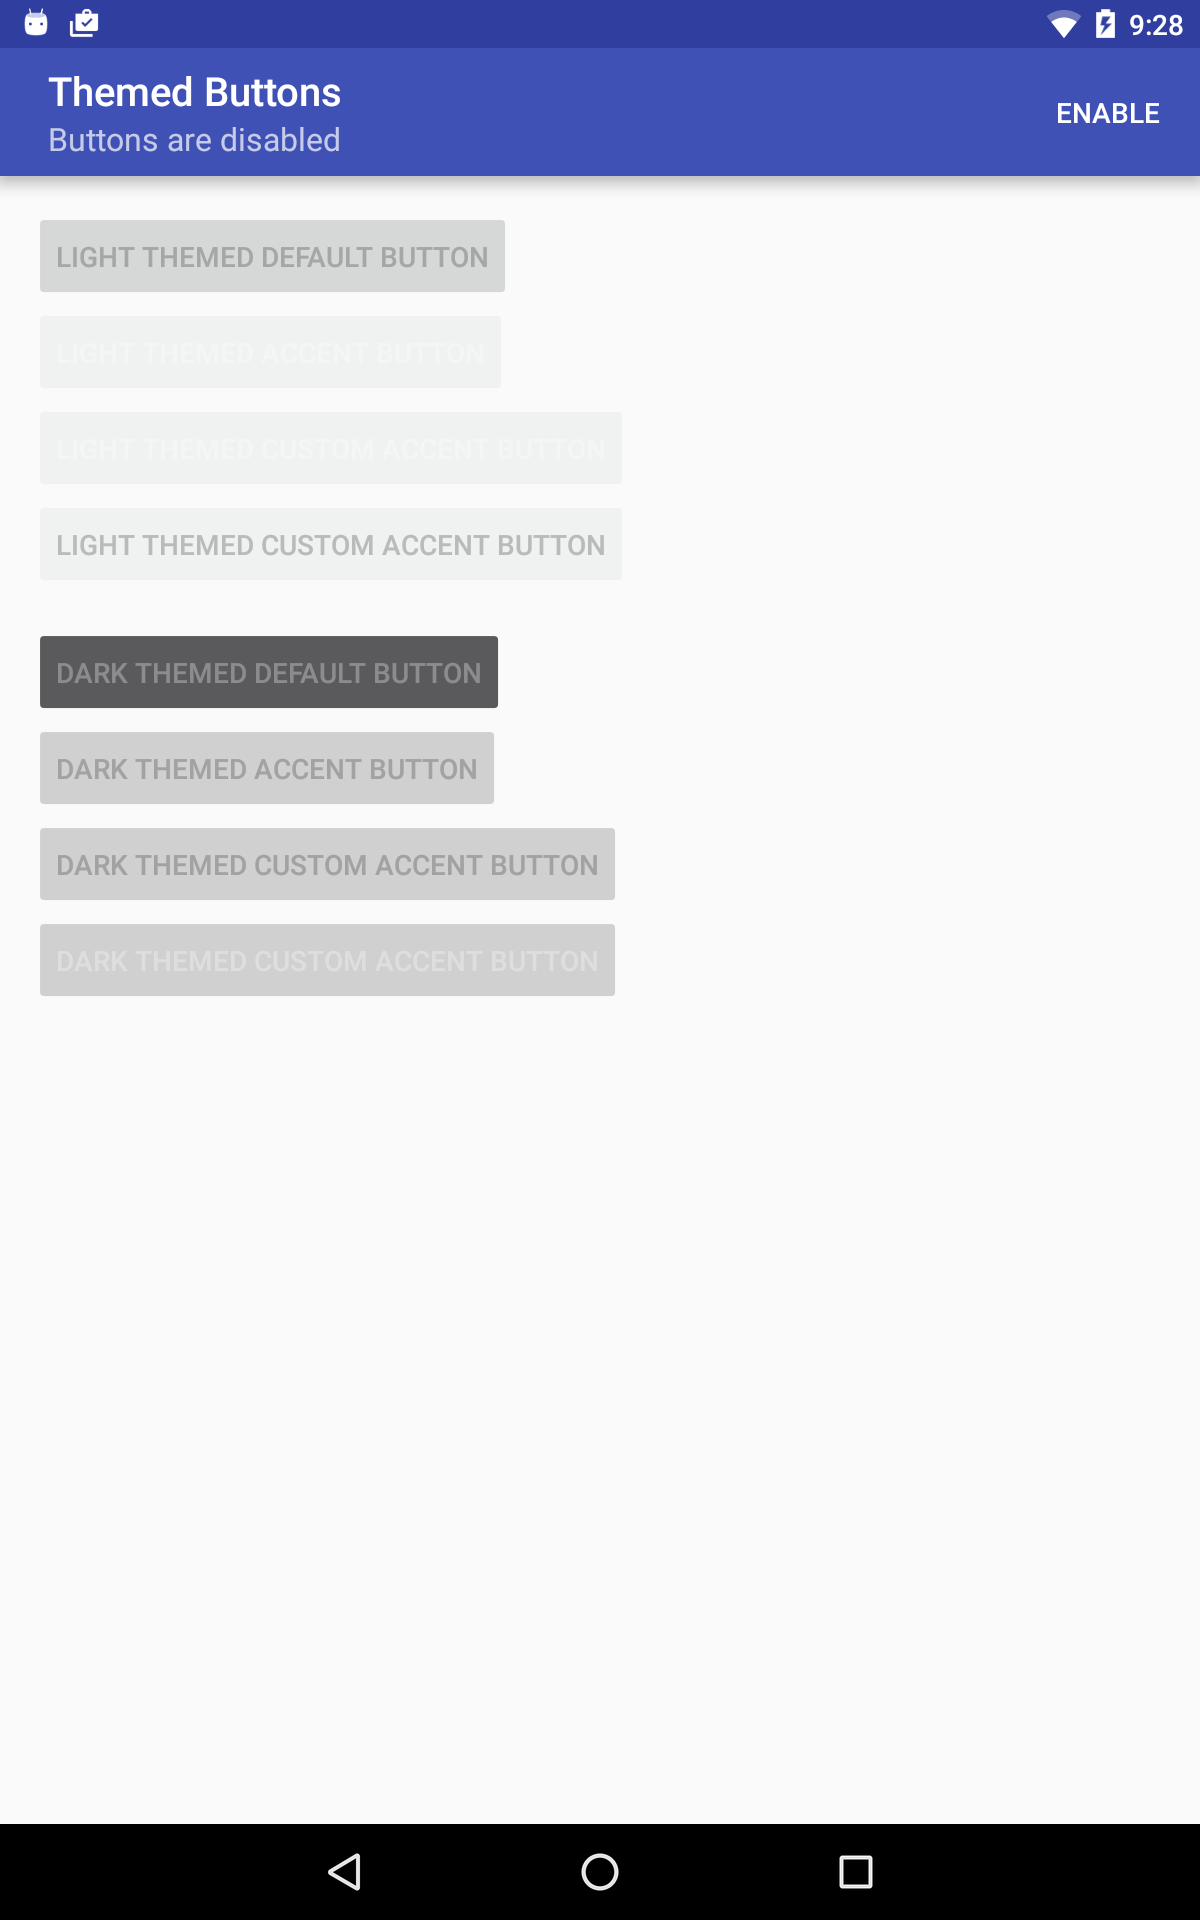 9:28
Themed Buttons
Buttons are disabled
ENABLE
LIGHT THEMED DEFAULT BUTTON
LIGHT THEMED ACCENT BUTTON
LIGHT THEMED CUSTOM ACCENT BUTTON
LIGHT THEMED CUSTOM ACCENT BUTTON
DARK THEMED DEFAULT BUTTON
DARK THEMED ACCENT BUTTON
DARK THEMED CUSTOM ACCENT BUTTON
DARK THEMED CUSTOM ACCENT BUTTON